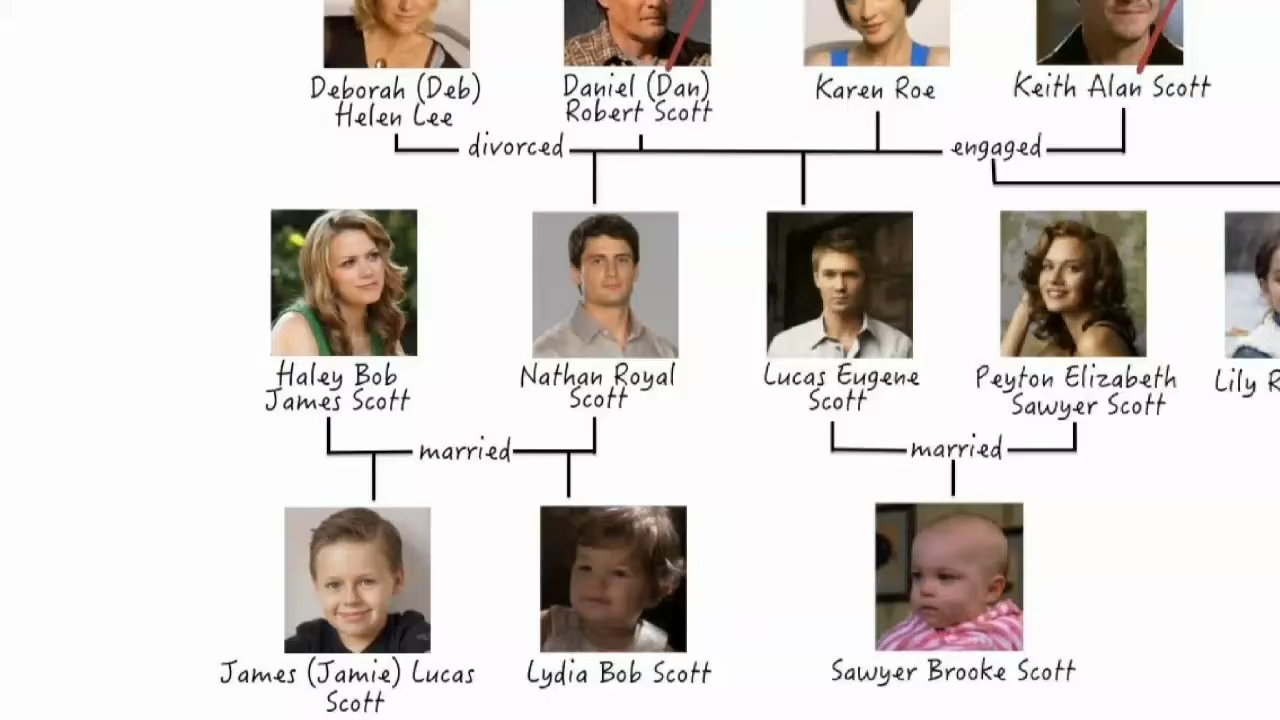 Deborah (Deb)
Helen Lee
Daniel (Dan)
Robert Scott
Karen Roe
Keith Alan Scott
divorced
engaged
Haley Bob
James Scott
Nathan Royal
Scott
Lucas Eugene
Scott
Peyton Elizabeth
Sawyer Scott
Lily R
married
married
James (Jamie) Lucas
Scott
Lydia Bob Scott
Sawyer Brooke Scott